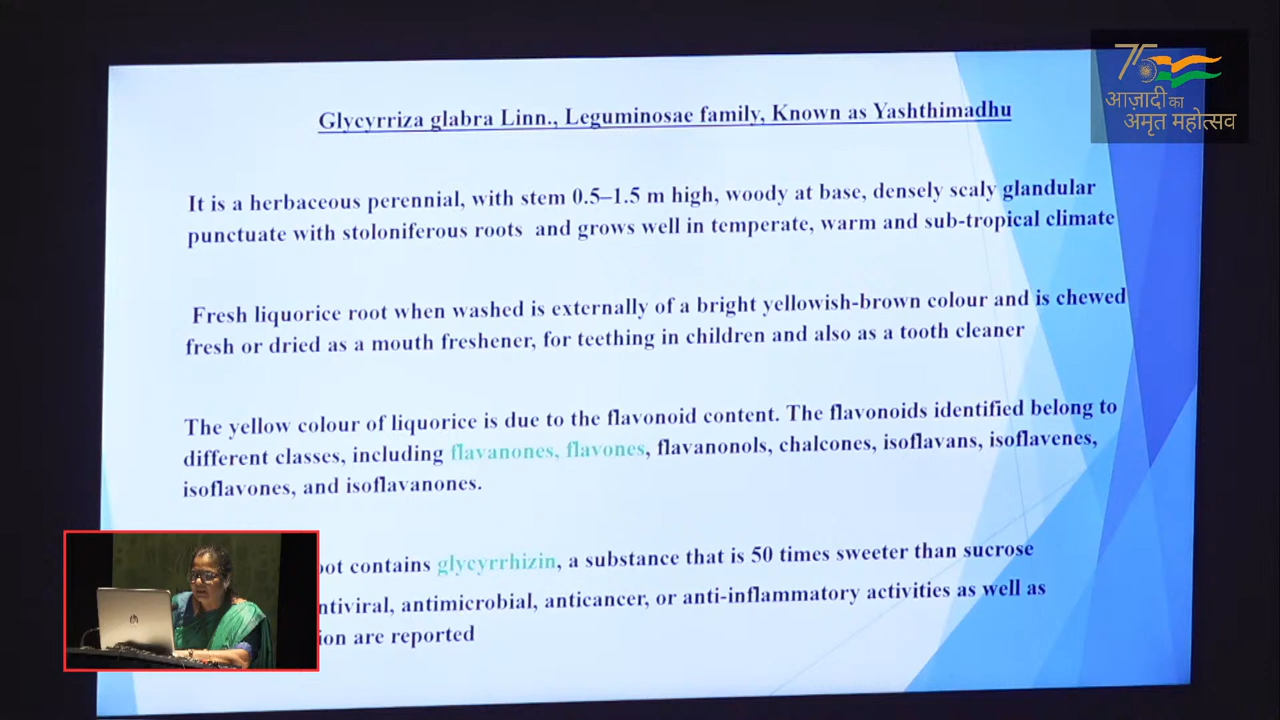 75
आज़ादी का
अमृत महोत्सव
Glycyrriza glabra Linn., Leguminosae family, Known as Yashthimadhu
It is a herbaceous perennial, with stem 0.5–1.5 m high, woody at base, densely scaly glandular
punctuate with stoloniferous roots and grows well in temperate, warm and sub-tropical climate
Fresh liquorice root when washed is externally of a bright yellowish-brown colour and is chewed
fresh or dried as a mouth freshener, for teething in children and also as a tooth cleaner
The yellow colour of liquorice is due to the flavonoid content. The flavonoids identified belong to
different classes, including flavanones, flavones, flavanonols, chalcones, isoflavans, isoflavenes,
isoflavones, and isoflavanones.
contains glycyrrhizin, a substance that is 50 times sweeter than sucrose
antimicrobial, anticancer, or anti-inflammatory activities as well as
are reported
hp